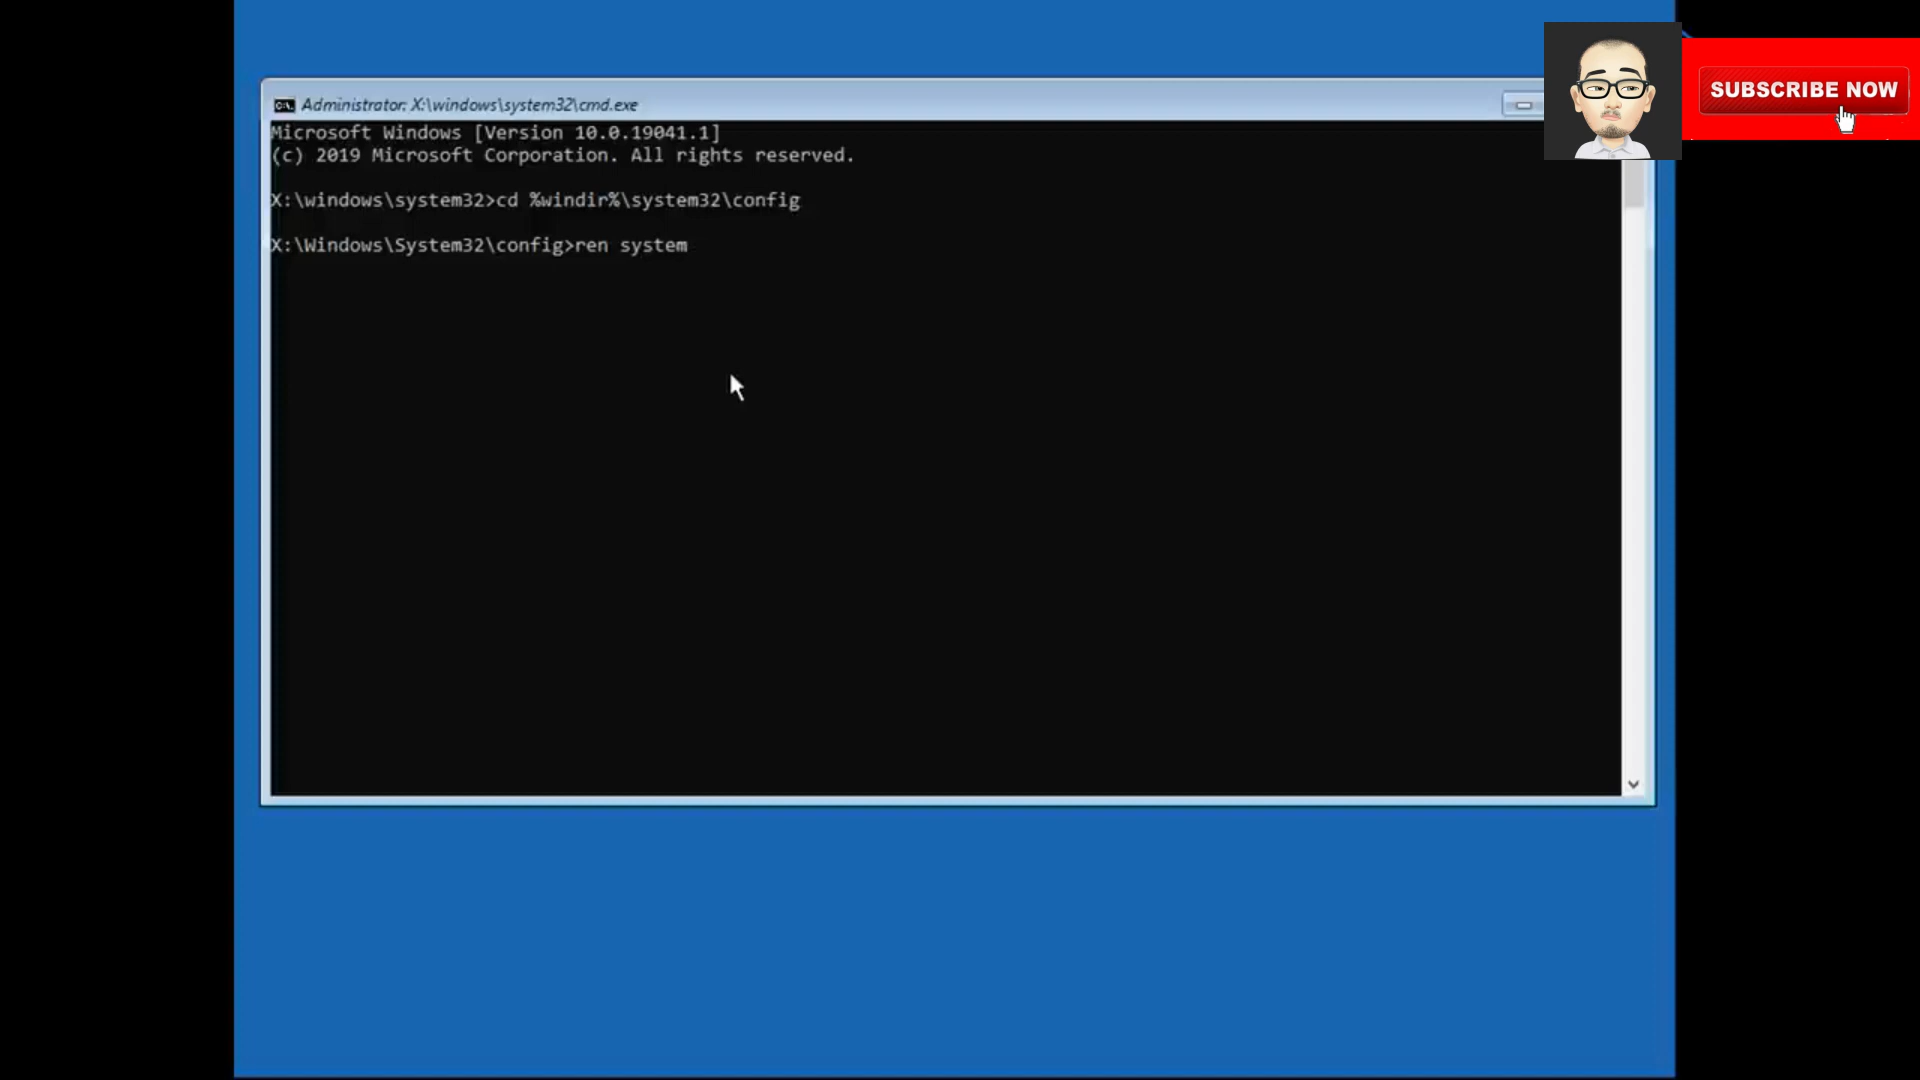 Administrator: X:\windows\system32\cmd.exe
SUBSCRIBE NOW
Microsoft Windows [Version 10.0.19041.1]
(c) 2019 Microsoft Corporation. All rights reserved.
X:\windows\system32>cd %windir%\system32\config
X:\Windows\System32\config>ren system